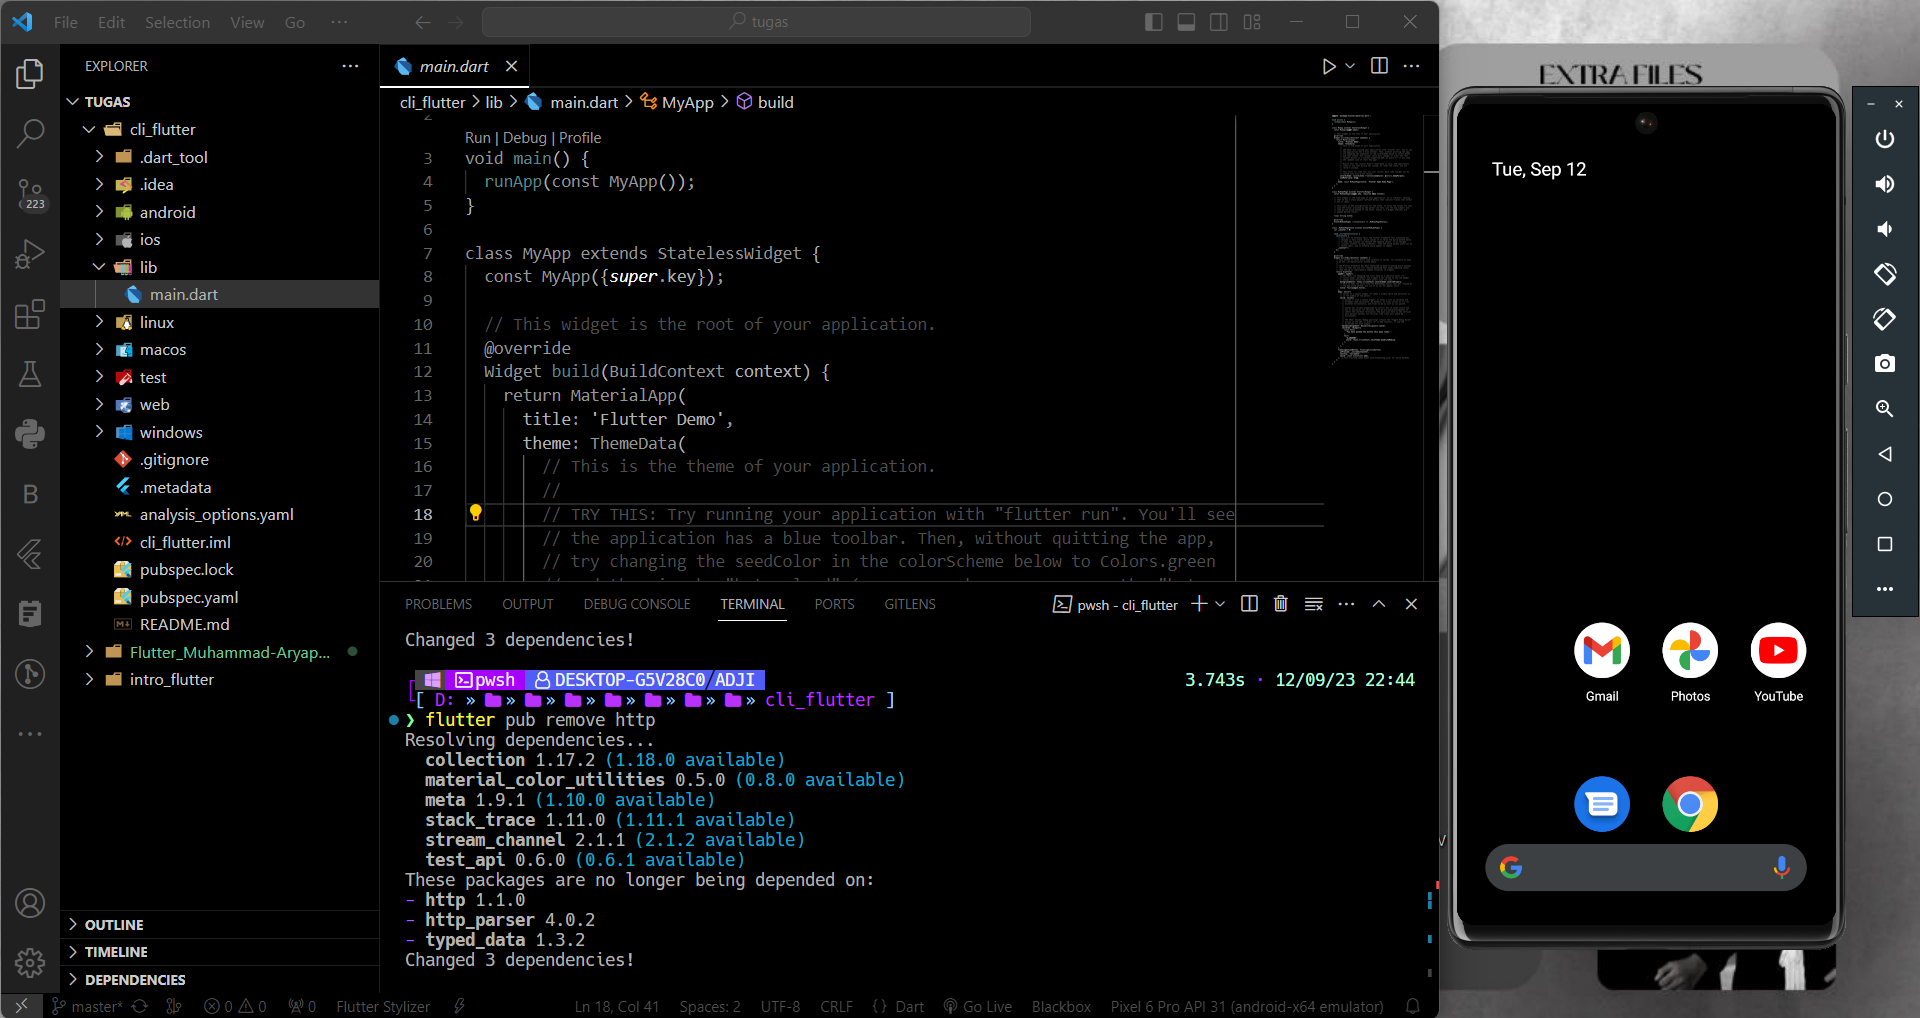 File Edit Selection View Go ··· tugas
EXPLORER
TUGAS
cli_flutter
.dart_tool
.idea
android
ios
lib
main.dart
linux
macos
test
web
windows
.gitignore
.metadata
analysis_options.yaml
cli_flutter.iml
pubspec.lock
pubspec.yaml
README.md
Flutter_Muhammad-Aryap...
intro_flutter
OUTLINE
TIMELINE
DEPENDENCIES
223
B
main.dart
cli_flutter > lib > main.dart > MyApp > build
2
Run | Debug | Profile
3 void main() {
4 runApp(const MyApp());
5 }
6
7 class MyApp extends StatelessWidget {
8 const MyApp({super.key});
9
10 // This widget is the root of your application.
11 @override
12 Widget build(BuildContext context) {
13 return MaterialApp(
14 title: 'Flutter Demo',
15 theme: ThemeData(
16 // This is the theme of your application.
17 //
18 // TRY THIS: Try running your application with "flutter run". You'll see
19 // the application has a blue toolbar. Then, without quitting the app,
20 // try changing the seedColor in the colorScheme below to Colors.green
PROBLEMS OUTPUT DEBUG CONSOLE TERMINAL PORTS GITLENS
pwsh - cli_flutter
Changed 3 dependencies!
pwsh DESKTOP-G5V28C0/ADJI 3.743s · 12/09/23 22:44
[ D: » » » » » » » cli_flutter ]
❯ flutter pub remove http
Resolving dependencies...
collection 1.17.2 (1.18.0 available)
material_color_utilities 0.5.0 (0.8.0 available)
meta 1.9.1 (1.10.0 available)
stack_trace 1.11.0 (1.11.1 available)
stream_channel 2.1.1 (2.1.2 available)
test_api 0.6.0 (0.6.1 available)
These packages are no longer being depended on:
- http 1.1.0
- http_parser 4.0.2
- typed_data 1.3.2
Changed 3 dependencies!
master* 0 0 0 Flutter Stylizer Ln 18, Col 41 Spaces: 2 UTF-8 CRLF { } Dart Go Live Blackbox Pixel 6 Pro API 31 (android-x64 emulator)
EXTRA FILES
Tue, Sep 12
Gmail Photos YouTube